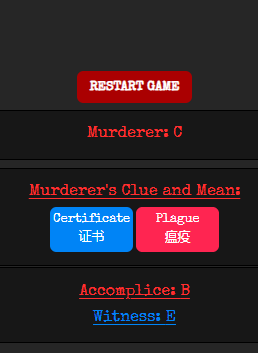 RESTART GAME
Murderer: C
Murderer's Clue and Mean:
Certificate Plague
证书 瘟疫
Accomplice: B
Witness: E